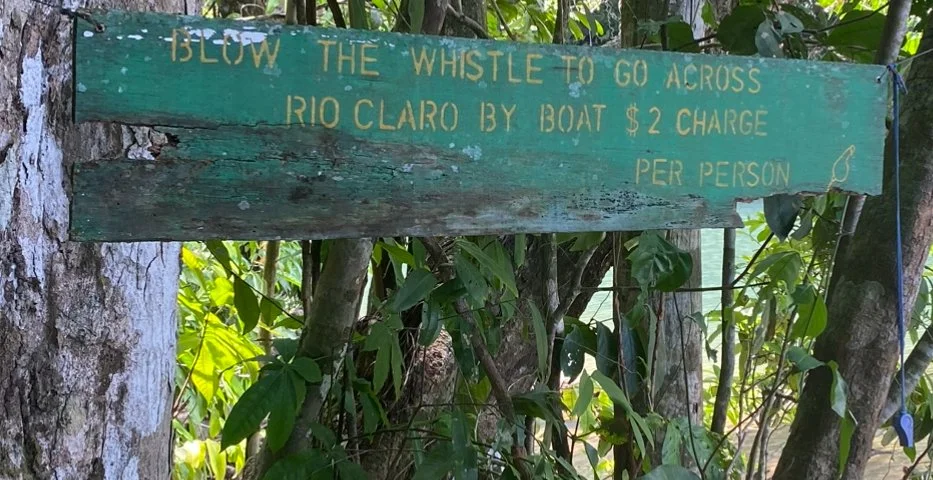 BLOW THE WHISTLE TO GO ACROSS
RIO CLARO BY BOAT $2 CHARGE
PER PERSON